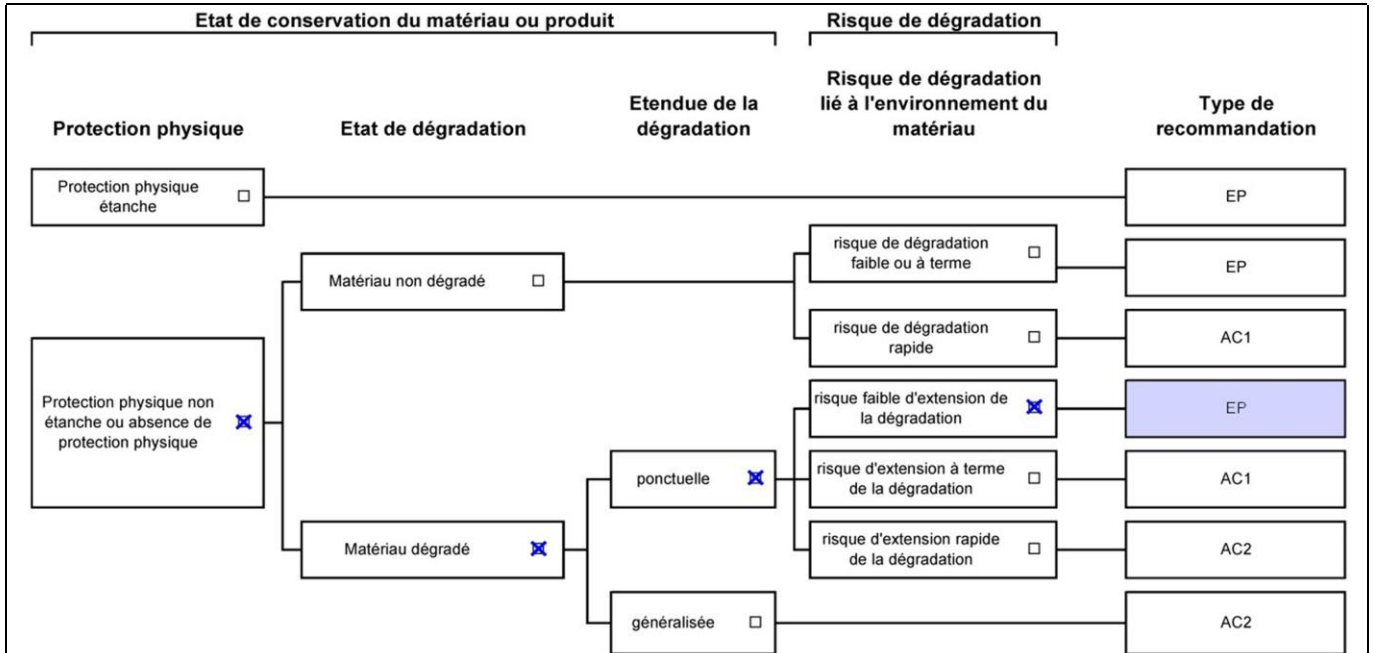 Etat de conservation du matériau ou produit
Risque de dégradation
Protection physique
Etat de dégradation
Etendue de la
dégradation
Risque de dégradation
lié à l'environnement du
matériau
Type de
recommandation
Protection physique
étanche
EP
risque de dégradation
faible ou à terme
EP
Matériau non dégradé
risque de dégradation
rapide
AC1
Protection physique non
étanche ou absence de
protection physique
risque faible d'extension de
la dégradation
EP
ponctuelle
risque d'extension à terme
de la dégradation
AC1
Matériau dégradé
risque d'extension rapide
de la dégradation
AC2
généralisée
AC2